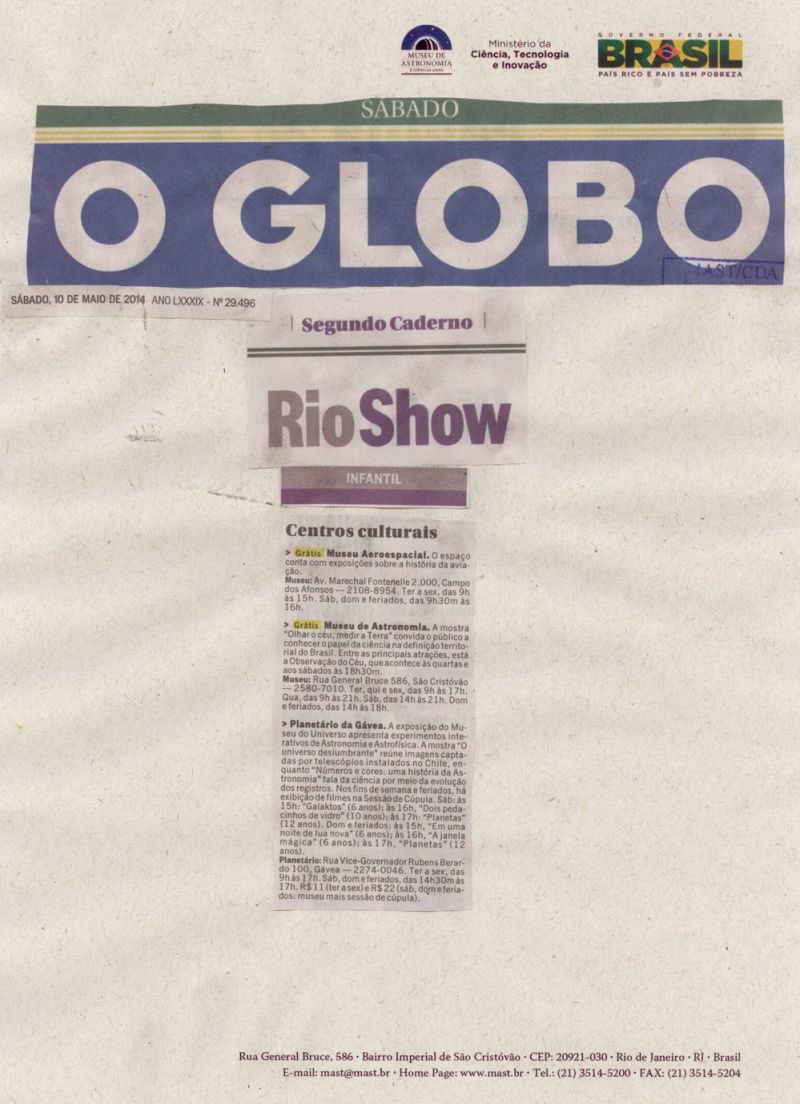 MUSEU DE
ASTRONOMIA
E CIÊNCIAS AFINS
Ministério da
Ciência, Tecnologia
e Inovação
GOVERNO FEDERAL
BRASIL
PAÍS RICO É PAÍS SEM POBREZA
SÁBADO
O GLOBO
MAST/CDA
SÁBADO, 10 DE MAIO DE 2014 ANO LXXXIX - Nº 29.496
Segundo Caderno
RioShow
INFANTIL
Centros culturais
> Grátis Museu Aeroespacial. O espaço
conta com exposições sobre a história da avia-
ção.
Museu: Av. Marechal Fontenelle 2.000, Campo
dos Afonsos — 2108-8954. Ter a sex, das 9h
às 15h. Sáb, dom e feriados, das 9h30m às
16h.
> Grátis Museu de Astronomia. A mostra
"Olhar o céu, medir a Terra" convida o público a
conhecer o papel da ciência na definição territo-
rial do Brasil. Entre as principais atrações, está
a Observação do Céu, que acontece às quartas e
aos sábados às 18h30m.
Museu: Rua General Bruce 586, São Cristóvão
— 2580-7010. Ter, qui e sex, das 9h às 17h.
Qua, das 9h às 21h. Sáb, das 14h às 21h. Dom
e feriados, das 14h às 18h.
> Planetário da Gávea. A exposição do Mu-
seu do Universo apresenta experimentos inte-
rativos de Astronomia e Astrofísica. A mostra "O
universo deslumbrante" reúne imagens capta-
das por telescópios instalados no Chile, en-
quanto "Números e cores: uma história da As-
tronomia" fala da ciência por meio da evolução
dos registros. Nos fins de semana e feriados, há
exibição de filmes na Sessão de Cúpula. Sáb: às
15h: "Galaktos" (6 anos); às 16h, "Dois peda-
cinhos de vidro" (10 anos); às 17h: "Planetas"
(12 anos). Dom e feriados: às 15h, "Em uma
noite de lua nova" (6 anos); às 16h, "A janela
mágica" (6 anos); às 17h, "Planetas" (12
anos).
Planetário: Rua Vice-Governador Rubens Berar-
do 100, Gávea — 2274-0046. Ter a sex, das
9h às 17h. Sáb, dom e feriados, das 14h30m às
17h. R$ 11 (ter a sex) e R$ 22 (sáb, dom e feria-
dos: museu mais sessão de cúpula).
Rua General Bruce, 586 • Bairro Imperial de São Cristóvão • CEP: 20921-030 • Rio de Janeiro • RJ • Brasil
E-mail: mast@mast.br • Home Page: www.mast.br • Tel.: (21) 3514-5200 • FAX: (21) 3514-5204